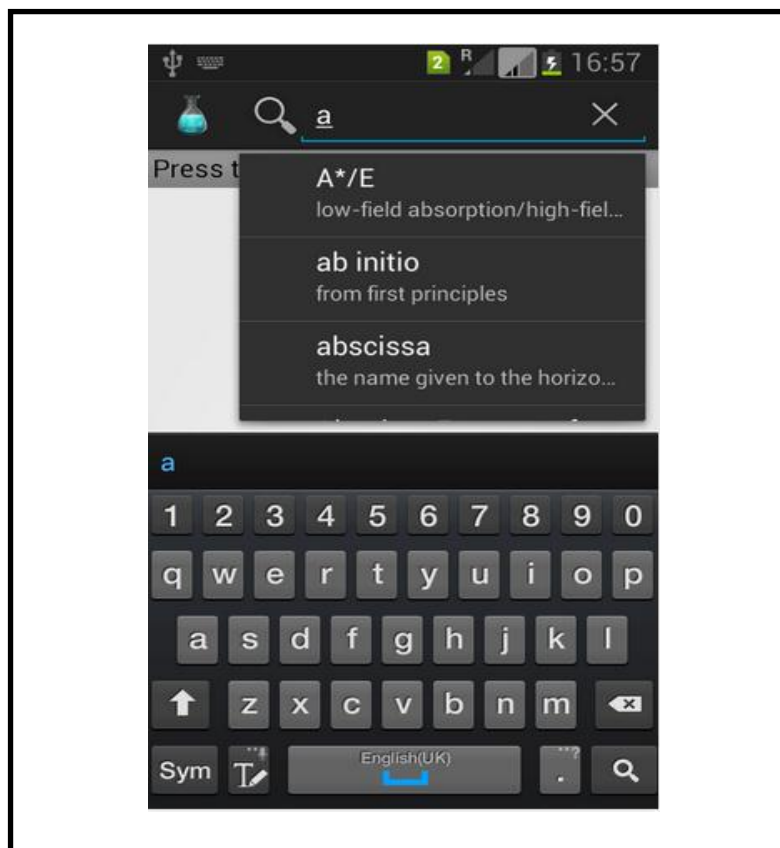 2 R 16:57
a
Press t
A*/E
low-field absorption/high-fiel...
ab initio
from first principles
abscissa
the name given to the horizo...
a
1 2 3 4 5 6 7 8 9 0
q w e r t y u i o p
a s d f g h j k l
z x c v b n m
Sym T English(UK) . ...?